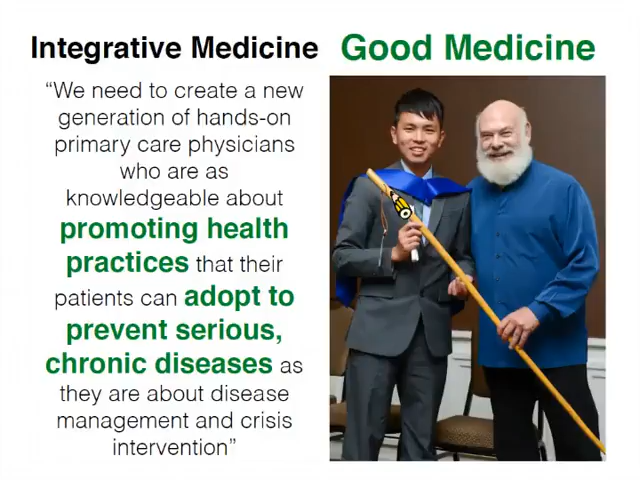 Integrative Medicine Good Medicine
“We need to create a new
generation of hands-on
primary care physicians
who are as
knowledgeable about
promoting health
practices that their
patients can adopt to
prevent serious,
chronic diseases as
they are about disease
management and crisis
intervention”